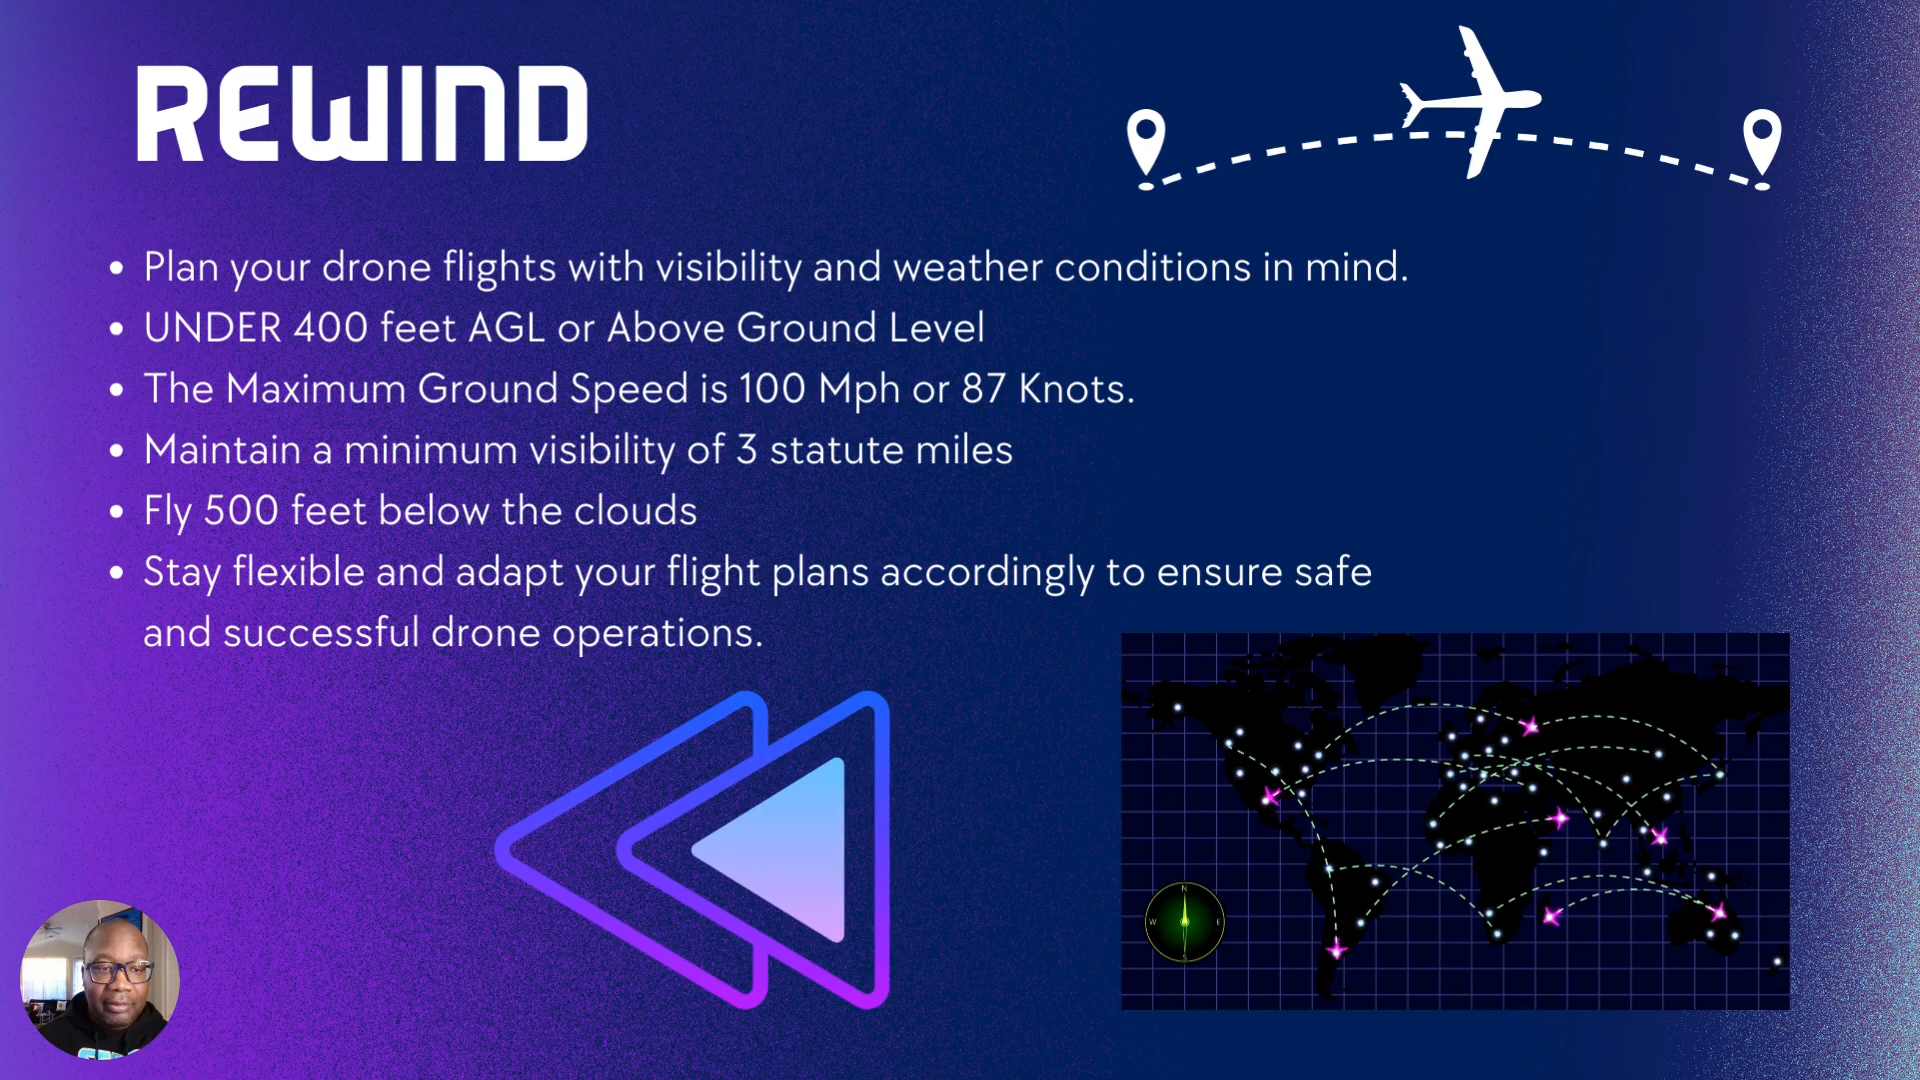 REWIND
Plan your drone flights with visibility and weather conditions in mind.
UNDER 400 feet AGL or Above Ground Level
The Maximum Ground Speed is 100 Mph or 87 Knots.
Maintain a minimum visibility of 3 statute miles
Fly 500 feet below the clouds
Stay flexible and adapt your flight plans accordingly to ensure safe
and successful drone operations.
N
W E
S